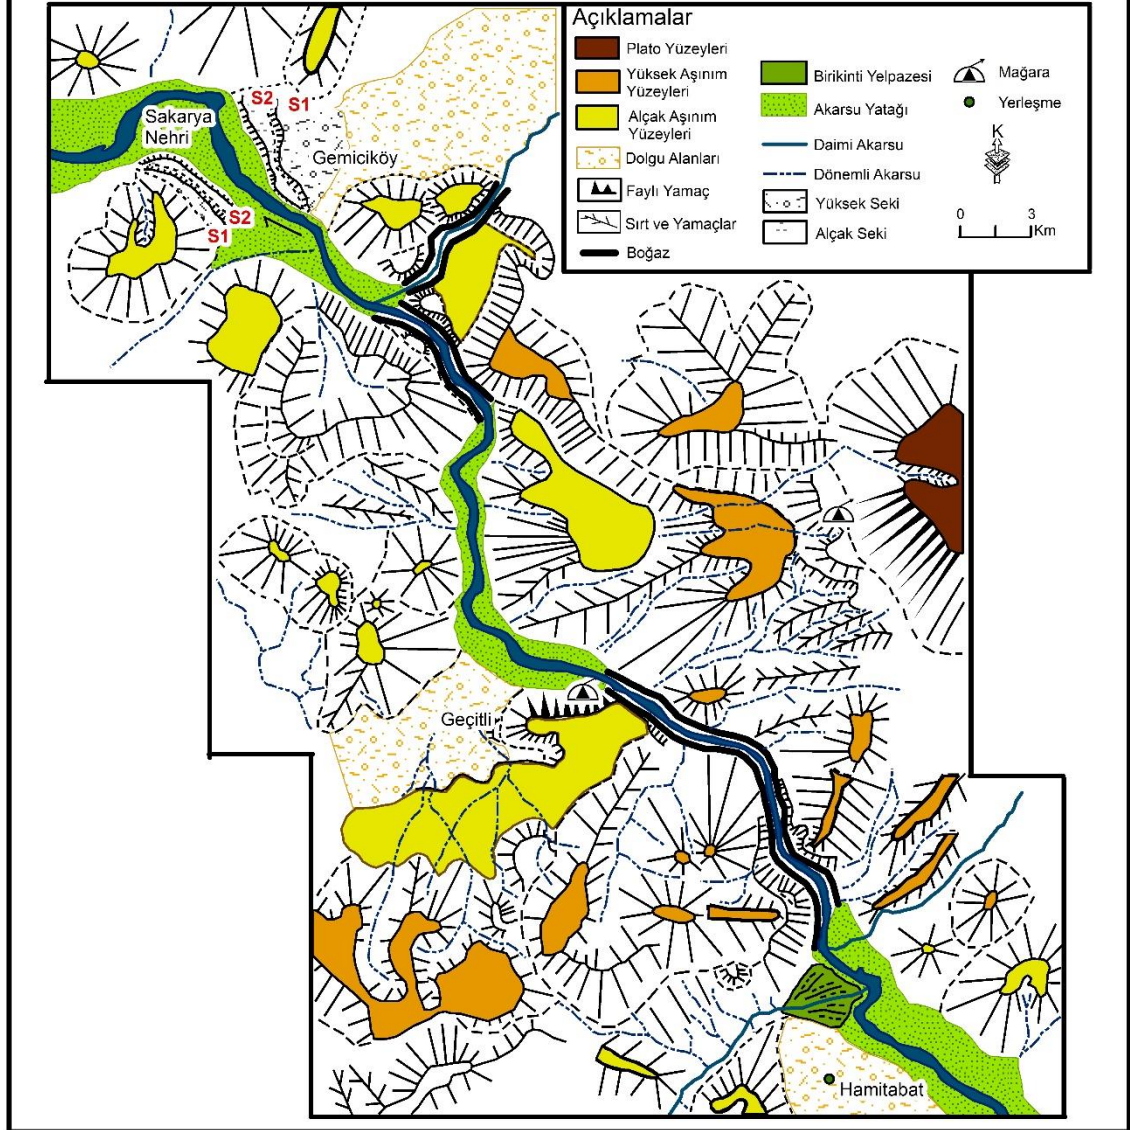 Açıklamalar
Plato Yüzeyleri
Yüksek Aşınım
Yüzeyleri
Alçak Aşınım
Yüzeyleri
Dolgu Alanları
Faylı Yamaç
Sırt ve Yamaçlar
Boğaz
Birikinti Yelpazesi
Akarsu Yatağı
Daimi Akarsu
Dönemli Akarsu
Yüksek Seki
Alçak Seki
Mağara
Yerleşme
K
0 3
Km
S2 S1
Sakarya
Nehri
Gemiciköy
S2
S1
Geçitli
Hamitabat